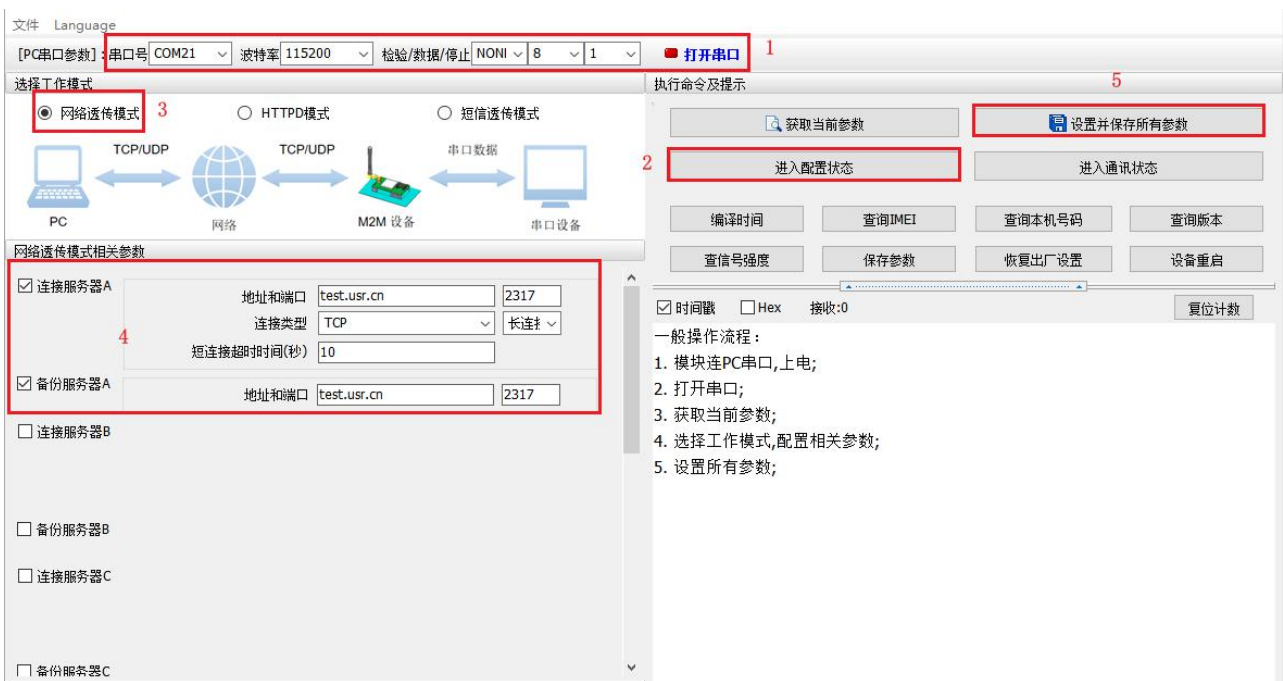 文件 Language
[PC串口参数]:串口号 COM21 波特率 115200 检验/数据/停止 NONI 8 1 打开串口 1
选择工作模式
网络透传模式 3 HTTPD模式 短信透传模式
TCP/UDP TCP/UDP 串口数据
PC 网络 M2M 设备 串口设备
网络透传模式相关参数
连接服务器A
地址和端口 test.usr.cn 2317
连接类型 TCP 长连接
4
短连接超时时间(秒) 10
备份服务器A
地址和端口 test.usr.cn 2317
连接服务器B
备份服务器B
连接服务器C
备份服务器C
执行命令及提示 5
获取当前参数 设置并保存所有参数
2 进入配置状态 进入通讯状态
编译时间 查询IMEI 查询本机号码 查询版本
查信号强度 保存参数 恢复出厂设置 设备重启
时间戳 Hex 接收:0 复位计数
一般操作流程:
1. 模块连PC串口,上电;
2. 打开串口;
3. 获取当前参数;
4. 选择工作模式,配置相关参数;
5. 设置所有参数;